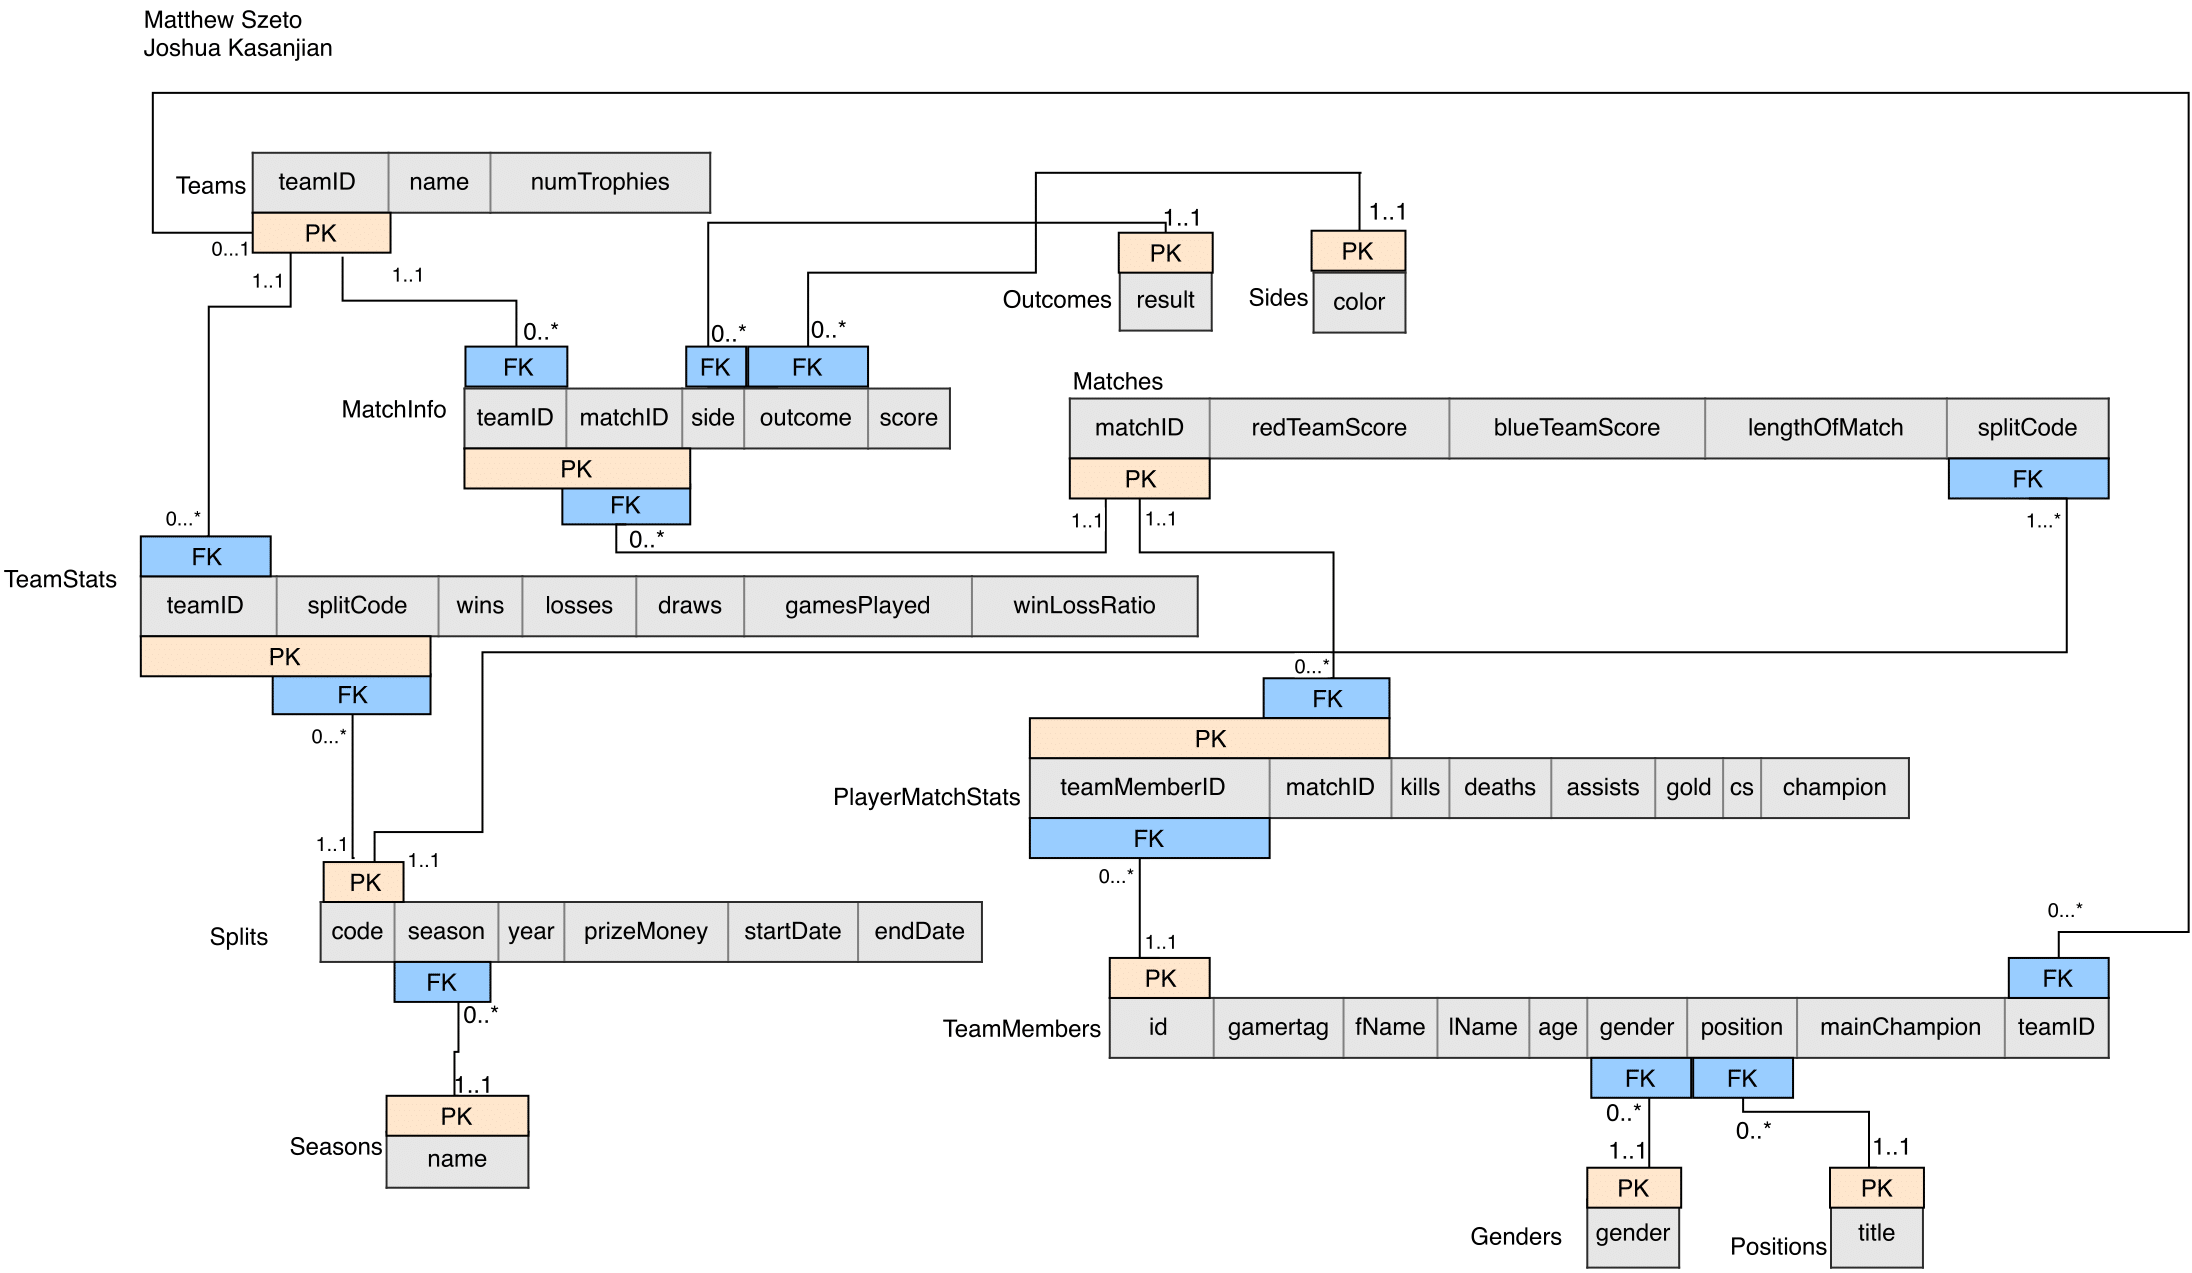 Matthew Szeto
Joshua Kasanjian
Teams
teamID name numTrophies
PK
0...1
1..1
1..1
1..1
1..1
PK
PK
Outcomes
result
Sides
color
0..*
0..*
0..*
FK
FK
FK
MatchInfo
teamID matchID side outcome score
PK
FK
0..*
Matches
matchID redTeamScore blueTeamScore lengthOfMatch splitCode
PK
FK
1..1
1..1
1...*
0...*
FK
TeamStats
teamID splitCode wins losses draws gamesPlayed winLossRatio
PK
FK
0...*
0...*
FK
PK
PlayerMatchStats
teamMemberID matchID kills deaths assists gold cs champion
FK
0...*
1..1
1..1
1..1
PK
Splits
code season year prizeMoney startDate endDate
FK
0..*
1..1
PK
Seasons
name
0...*
PK
FK
TeamMembers
id gamertag fName lName age gender position mainChampion teamID
FK
FK
0..*
0..*
1..1
1..1
PK
PK
Genders
gender
Positions
title